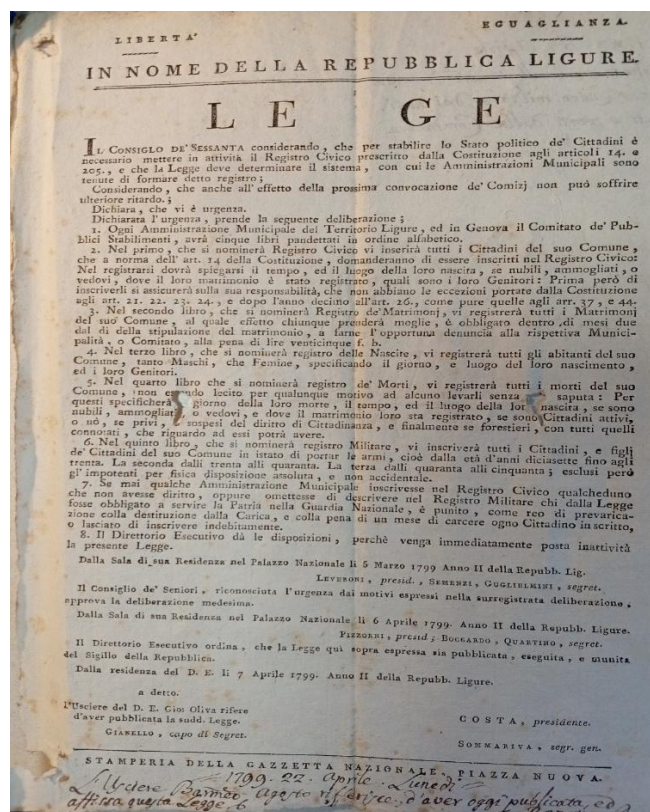 LIBERTA'
EGUAGLIANZA.
IN NOME DELLA REPUBBLICA LIGURE.
LEGE
IL CONSIGLO DE' SESSANTA considerando, che per stabilire lo Stato politico de' Cittadini è
necessario mettere in attività il Registro Civico prescritto dalla Costituzione agli articoli 14. e
205., e che la Legge deve determinare il sistema, con cui le Amministrazioni Municipali sono
tenute di formare detto registro;
Considerando, che anche all'effetto della prossima convocazione de' Comizj non può soffrire
ulteriore ritardo.;
Dichiara, che vi è urgenza.
Dichiarata l'urgenza, prende la seguente deliberazione;
1. Ogni Amministrazione Municipale del Territorio Ligure, ed in Genova il Comitato de' Pub-
blici Stabilimenti, avrà cinque libri pandettati in ordine alfabetico.
2. Nel primo, che si nominerà Registro Civico vi inserirà tutti i Cittadini del suo Comune,
che a norma dell'art. 14 della Costituzione, domanderanno di essere inscritti nel Registro Civico:
Nel registrarsi dovrà spiegarsi il tempo, ed il luogo della loro nascita, se nubili, ammogliati, o
vedovi, dove il loro matrimonio è stato registrato, quali sono i loro Genitori: Prima però di
inscriverli si assicurerà sulla sua responsabilità, che non abbiano le eccezioni portate dalla Costituzione
agli art. 21. 22. 23. 24., e dopo l'anno decimo all'art. 26., come pure quelle agli arr. 37, e 44.
3. Nel secondo libro, che si nominerà Registro de' Matrimonj, vi registrerà tutti i Matrimonj
del suo Comune, al quale effetto chiunque prenderà moglie, è obbligato dentro di mesi due
dal dì della stipulazione del matrimonio, a farne l'opportuna denuncia alla rispettiva Munici-
palità, o Comitato, alla pena di lire venticinque f. b.
4. Nel terzo libro, che si nominerà registro delle Nascite, vi registrerà tutti gli abitanti del suo
Comune, tanto Maschi, che Femine, specificando il giorno, e luogo del loro nascimento,
ed i loro Genitori.
5. Nel quarto libro che si nominerà registro de' Morti, vi registrerà tutti i morti del suo
Comune, non essendo lecito per qualunque motivo ad alcuno levarli senza saputa: Per
questi specificherà giorno della loro morte, il tempo, ed il luogo della lor nascita, se sono
nubili, ammogliati, o vedovi, e dove il matrimonio loro sta registrato, se sono Cittadini attivi,
o nò, se privi, sospesi del diritto di Cittadinanza, e finalmente se forestieri, con tutti quelli
connotati, che riguardo ad essi potrà avere.
6. Nel quinto libro, che si nominerà registro Militare, vi inscriverà tutti i Cittadini, e figli
de' Cittadini del suo Comune in istato di portar le armi, cioè dalla età d'anni diciasette fino agli
trenta. La seconda dalli trenta alli quaranta. La terza dalli quaranta alli cinquanta; esclusi però
gl'impotenti per fisica disposizione assoluta, e non accidentale.
7. Se mai qualche Amministrazione Municipale inscrivesse nel Registro Civico qualcheduno
che non avesse diritto, oppure omettesse di descrivere nel Registro Militare chi dalla Legge
fosse obbligato a servire la Patria nella Guardia Nazionale, è punito, come reo di prevarica-
zione colla destituzione dalla Carica, e colla pena di un mese di carcere ogni Cittadino inscritto,
o lasciato di inscrivere indebitamente.
8. Il Direttorio Esecutivo dà le disposizioni, perchè venga immediatamente posta inattività
la presente Legge.
Dalla Sala di sua Residenza nel Palazzo Nazionale li 5 Marzo 1799 Anno II della Repubb. Lig.
LEVERONI, presid., SEMENZI, GUGLIELMINI, segret.
Il Consiglio de' Seniori, riconosciuta l'urgenza dai motivi espressi nella surregistrata deliberazione,
approva la deliberazione medesima.
Dalla Sala di sua Residenza nel Palazzo Nazionale li 6 Aprile 1799. Anno II della Repubb. Ligure.
PIZZORNI, presid; BOCCARDO, QUARTINO, segret.
Il Direttorio Esecutivo ordina, che la Legge qui sopra espressa sia pubblicata, eseguita, e munita
del Sigillo della Repubblica.
Dalla residenza del D. E. li 7 Aprile 1799. Anno II della Repubb. Ligure.
a detto.
l'Usciere del D. E. Gio: Oliva rifere
d'aver pubblicata la sudd. Legge.
GIANELLO, capo di Segret.
COSTA, presidente.
SOMMARIVA, segr. gen.
STAMPERIA DELLA GAZZETTA NAZIONALE, PIAZZA NUOVA.
1799. 22. Aprile. Lunedì
L'Usciere Agosto d'aver oggi pubblicata, ed
affissa questa Legge